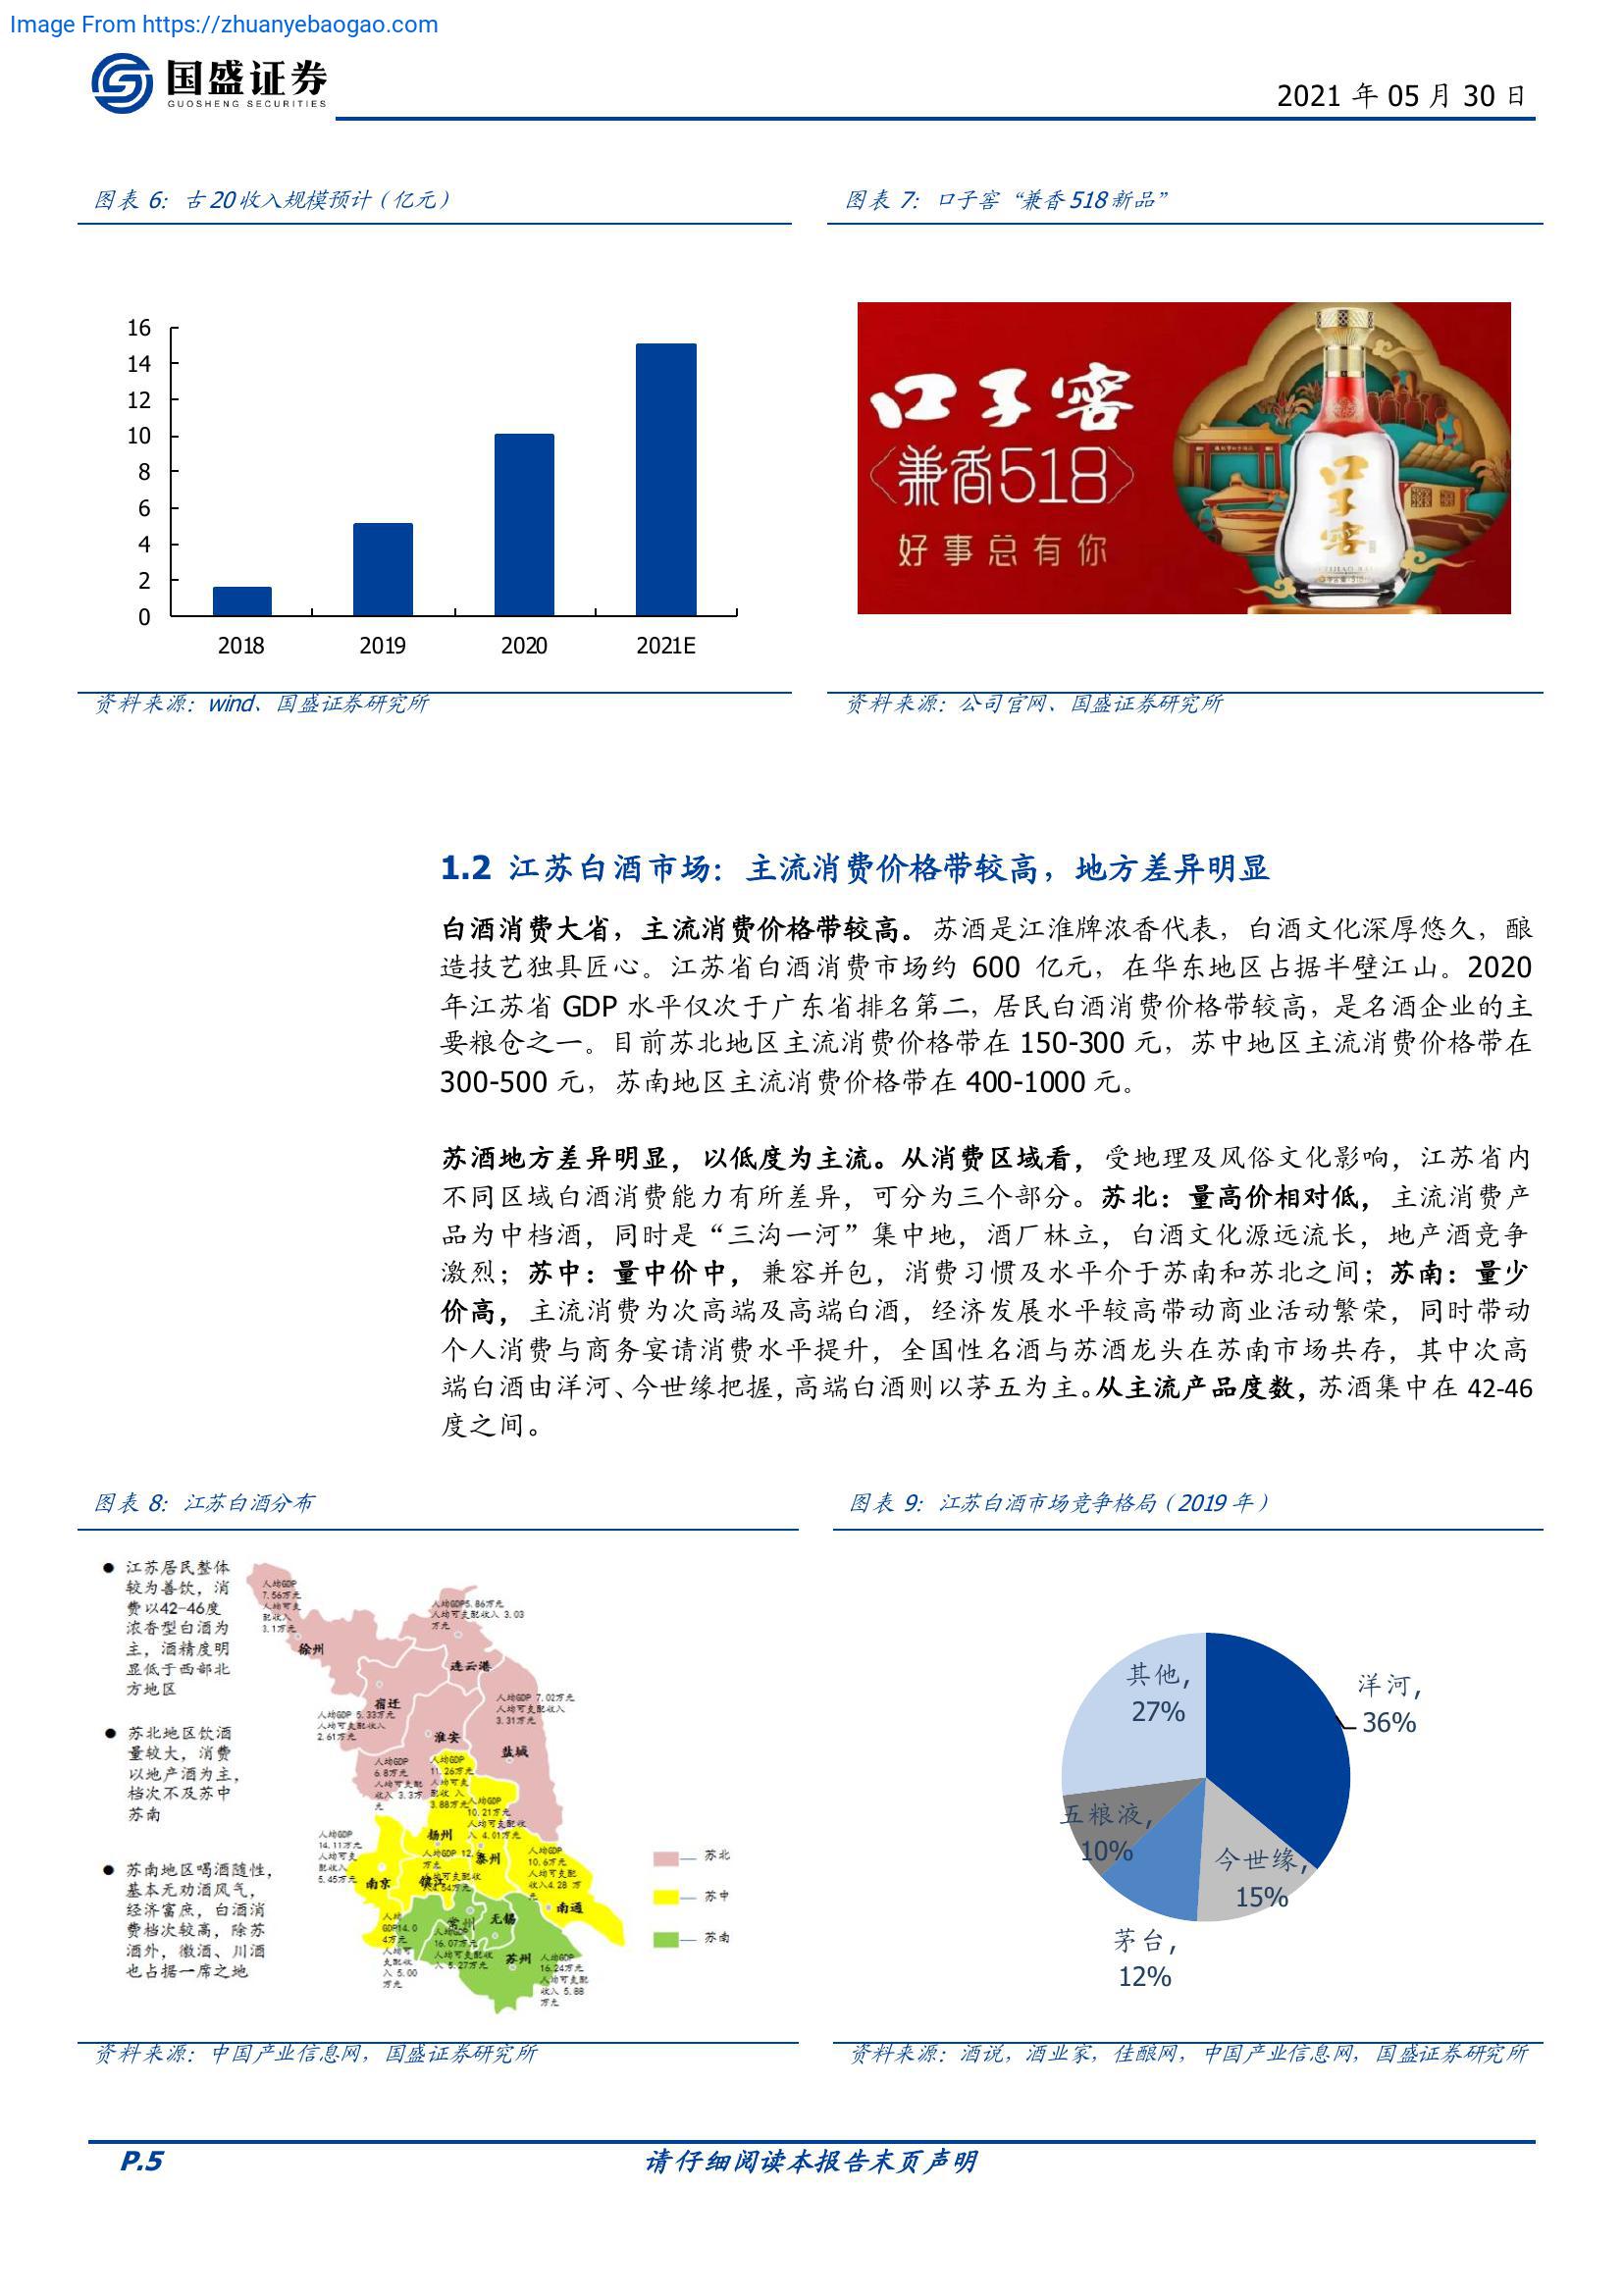 Image From https://zhuanyebaogao.com
国盛证券
GUOSHENG SECURITIES
2021 年 05 月 30 日
图表 6：古 20 收入规模预计（亿元）
16
14
12
10
8
6
4
2
0
2018
2019
2020
2021E
资料来源：wind、国盛证券研究所
图表 7：口子窖“兼香 518 新品”
口子窖
兼香518
好事总有你
口子窖
资料来源：公司官网、国盛证券研究所
1.2 江苏白酒市场：主流消费价格带较高，地方差异明显
白酒消费大省，主流消费价格带较高。苏酒是江淮牌浓香代表，白酒文化深厚悠久，酿
造技艺独具匠心。江苏省白酒消费市场约 600 亿元，在华东地区占据半壁江山。2020
年江苏省 GDP 水平仅次于广东省排名第二，居民白酒消费价格带较高，是名酒企业的主
要粮仓之一。目前苏北地区主流消费价格带在 150-300 元，苏中地区主流消费价格带在
300-500 元，苏南地区主流消费价格带在 400-1000 元。
苏酒地方差异明显，以低度为主流。从消费区域看，受地理及风俗文化影响，江苏省内
不同区域白酒消费能力有所差异，可分为三个部分。苏北：量高价相对低，主流消费产
品为中档酒，同时是“三沟一河”集中地，酒厂林立，白酒文化源远流长，地产酒竞争
激烈；苏中：量中价中，兼容并包，消费习惯及水平介于苏南和苏北之间；苏南：量少
价高，主流消费为次高端及高端白酒，经济发展水平较高带动商业活动繁荣，同时带动
个人消费与商务宴请消费水平提升，全国性名酒与苏酒龙头在苏南市场共存，其中次高
端白酒由洋河、今世缘把握，高端白酒则以茅五为主。从主流产品度数，苏酒集中在 42-46
度之间。
图表 8：江苏白酒分布
● 江苏居民整体
较为善饮，消
费以42-46度
浓香型白酒为
主，酒精度明
显低于西部北
方地区
● 苏北地区饮酒
量较大，消费
以地产酒为主，
档次不及苏中
苏南
● 苏南地区喝酒随性，
基本无劝酒风气，
经济富庶，白酒消
费档次较高，除苏
酒外，徽酒、川酒
也占据一席之地
人均GDP
7.56万元
人均可支
配收入
3.1万元
徐州
人均GDP5.86万元
人均可支配收入 3.03
万元
连云港
宿迁
人均GDP 5.33万元
人均可支配收入
2.61万元
人均GDP 7.02万元
人均可支配收入
3.31万元
淮安
盐城
人均GDP
6.8万元
人均可支配
收入 3.3万
元
人均GDP
11.26万元
人均可支
配收 入
3.88万元
人均GDP
10.21万元
人均可支配收
入 4.01万元
扬州
泰州
人均GDP
14.11万元
人均可支
配收入
5.45万元
南京
人均GDP 12.
万元
镇江
人均GDP
10.6万元
人均可支配
收入4.28 万
元
南通
人均
GDP14.0
4万元
人均可
支配收
入 5.00
万元
常州
无锡
人均GDP
16.07万元
人均可支配收
入 5.27万元
苏州
人均GDP
16.24万元
人均可支配
收入 5.88
万元
苏北
苏中
苏南
资料来源：中国产业信息网，国盛证券研究所
图表 9：江苏白酒市场竞争格局（2019 年）
其他，
27%
洋河，
36%
五粮液，
10%
今世缘，
15%
茅台，
12%
资料来源：酒说，酒业家，佳酿网，中国产业信息网，国盛证券研究所
P.5
请仔细阅读本报告末页声明